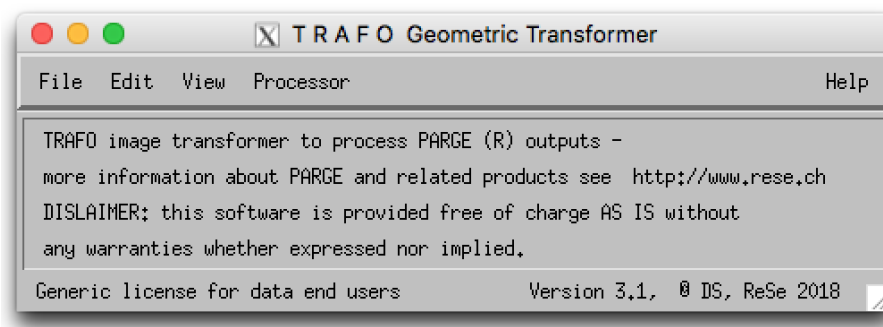 T R A F O Geometric Transformer
File Edit View Processor Help
TRAFO image transformer to process PARGE (R) outputs -
more information about PARGE and related products see http://www.rese.ch
DISLAIMER: this software is provided free of charge AS IS without
any warranties whether expressed nor implied.
Generic license for data end users Version 3.1, @ DS, ReSe 2018